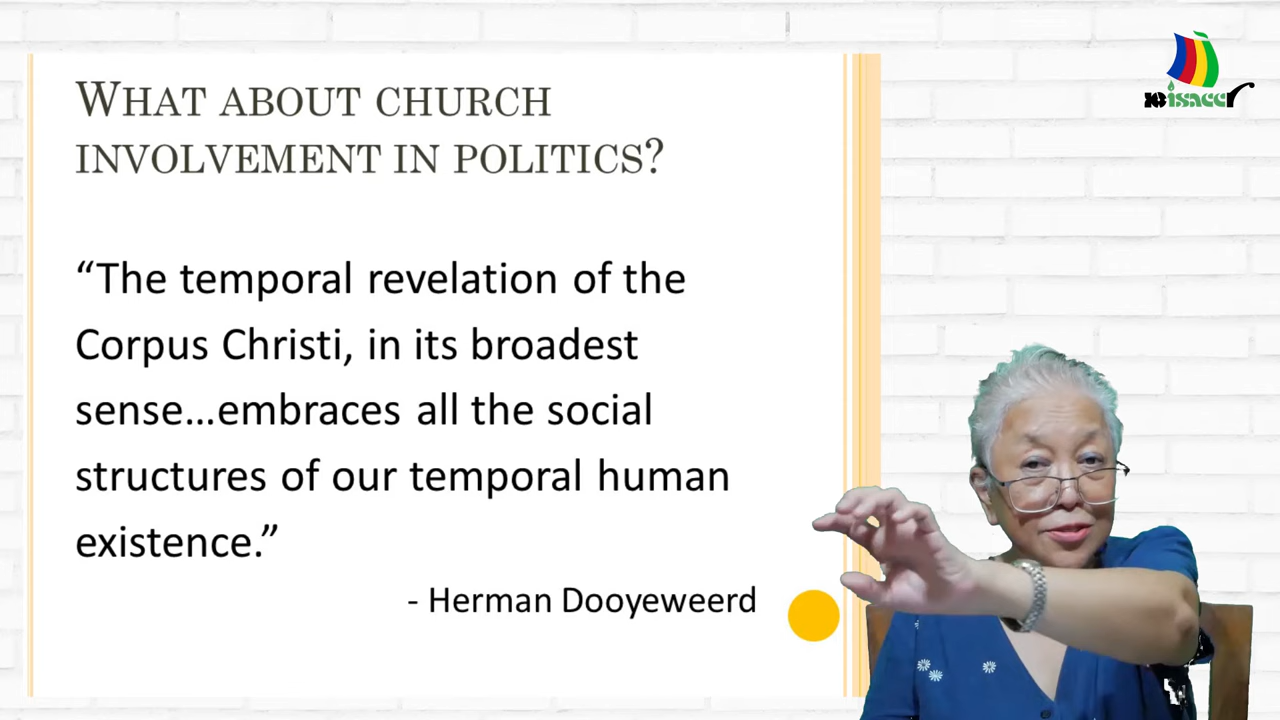 WHAT ABOUT CHURCH
INVOLVEMENT IN POLITICS?
“The temporal revelation of the
Corpus Christi, in its broadest
sense…embraces all the social
structures of our temporal human
existence.”
- Herman Dooyeweerd
isacc